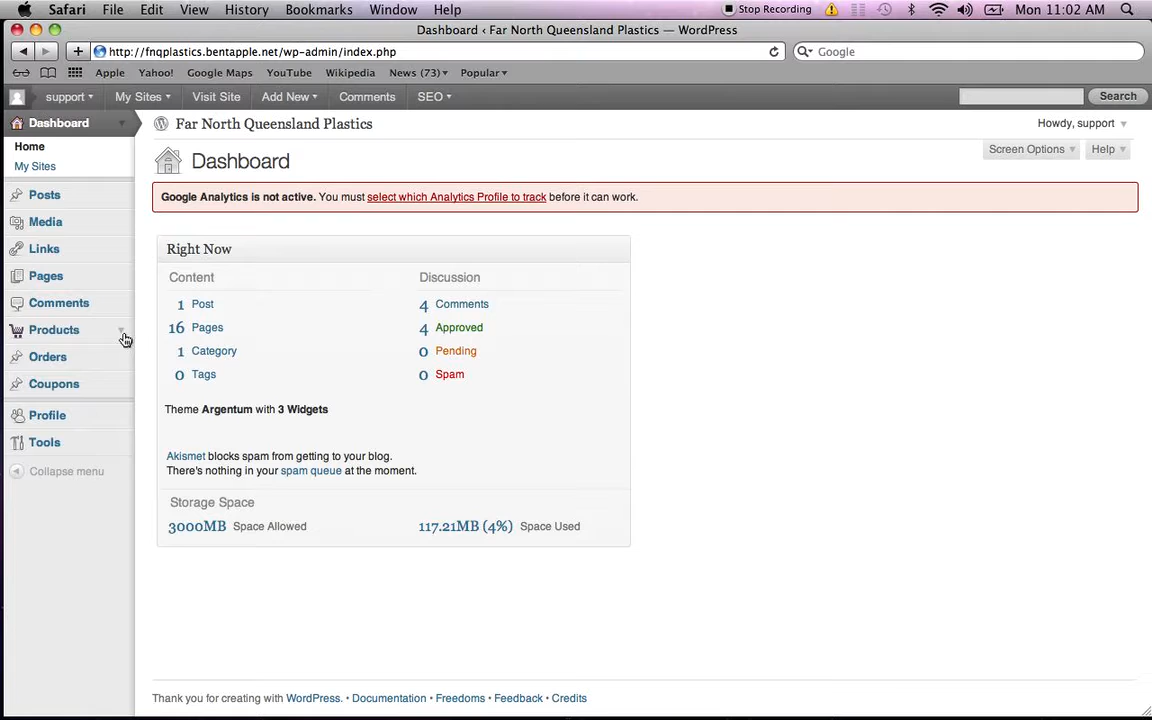 Safari File Edit View History Bookmarks Window Help Stop Recording Mon 11:02 AM
Dashboard ‹ Far North Queensland Plastics — WordPress
http://fnqplastics.bentapple.net/wp-admin/index.php Google
Apple Yahoo! Google Maps YouTube Wikipedia News (73) Popular
support My Sites Visit Site Add New Comments SEO Search
Dashboard
Far North Queensland Plastics
Howdy, support
Home
My Sites
Dashboard
Screen Options Help
Posts
Google Analytics is not active. You must select which Analytics Profile to track before it can work.
Media
Links
Pages
Comments
Products
Orders
Coupons
Profile
Tools
Collapse menu
Right Now
Content Discussion
1 Post 4 Comments
16 Pages 4 Approved
1 Category 0 Pending
0 Tags 0 Spam
Theme Argentum with 3 Widgets
Akismet blocks spam from getting to your blog.
There's nothing in your spam queue at the moment.
Storage Space
3000MB Space Allowed 117.21MB (4%) Space Used
Thank you for creating with WordPress. • Documentation • Freedoms • Feedback • Credits